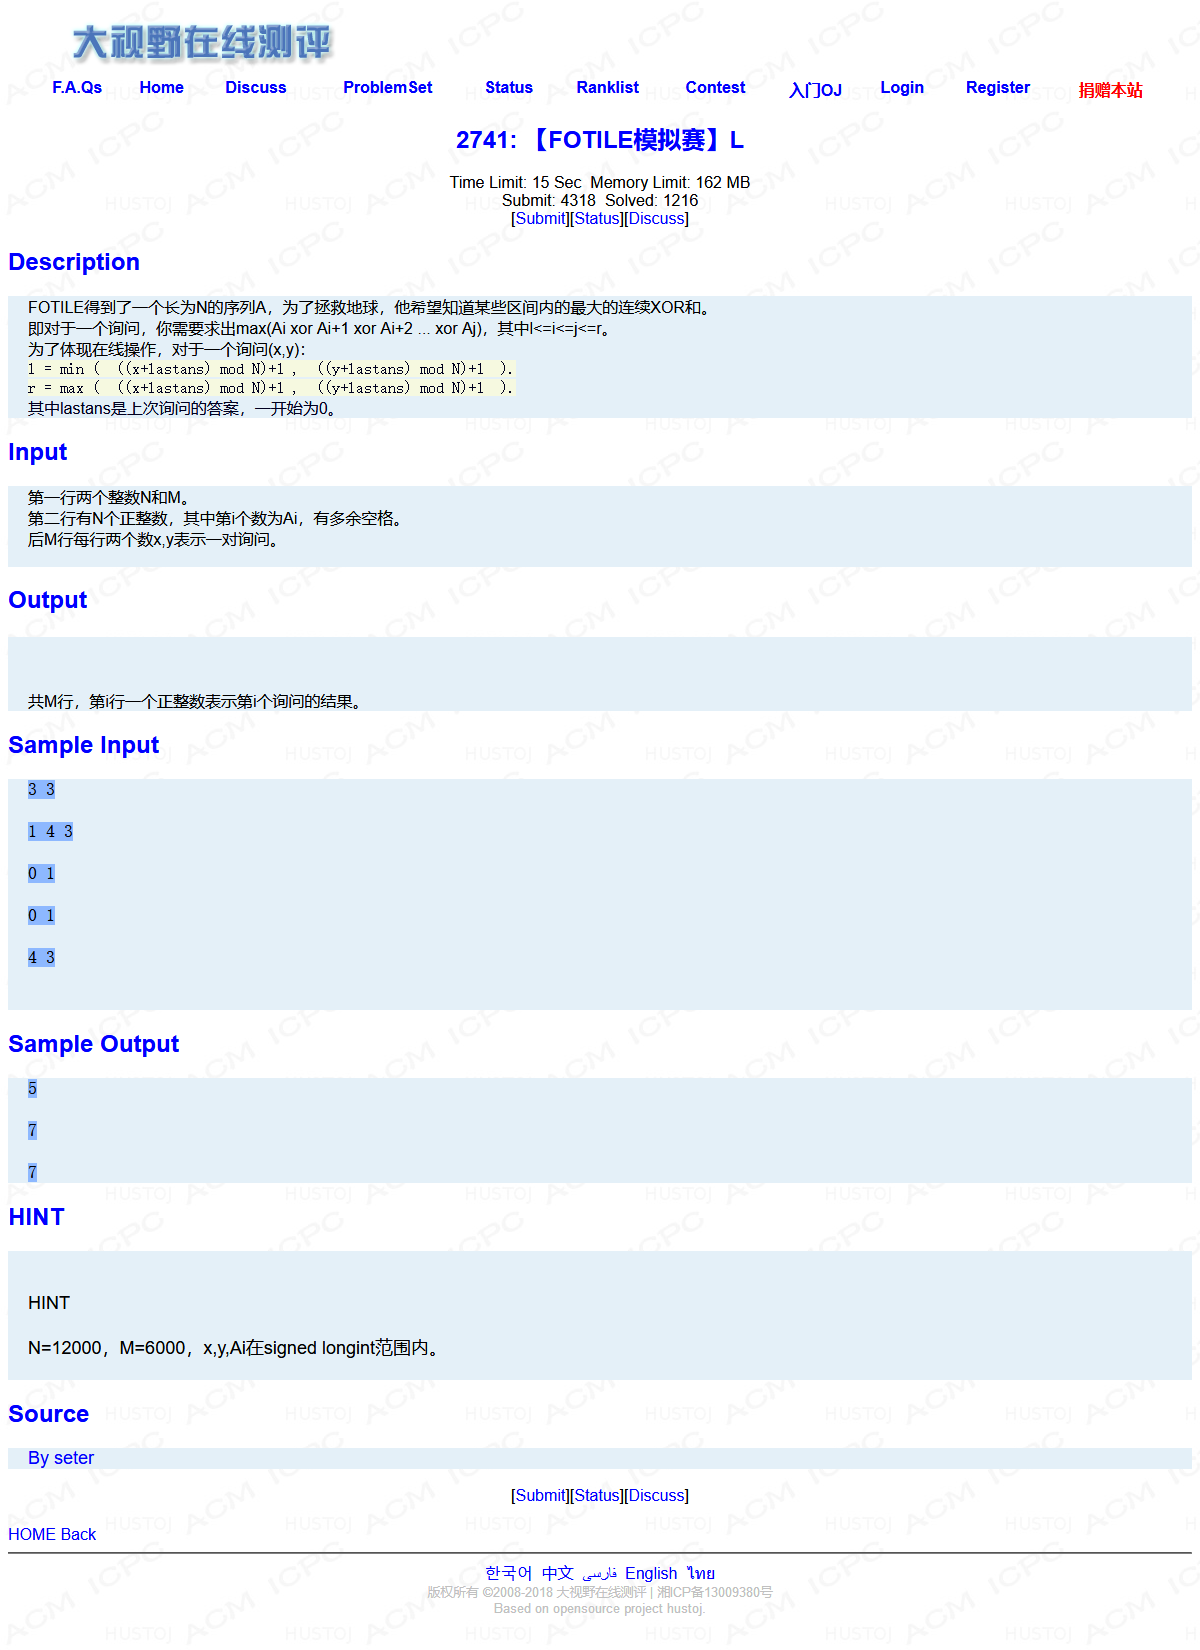 大视野在线测评
F.A.Qs Home Discuss ProblemSet Status Ranklist Contest 入门OJ Login Register 捐赠本站
2741: 【FOTILE模拟赛】L
Time Limit: 15 Sec  Memory Limit: 162 MB
Submit: 4318  Solved: 1216
[Submit][Status][Discuss]
Description
FOTILE得到了一个长为N的序列A，为了拯救地球，他希望知道某些区间内的最大的连续XOR和。
即对于一个询问，你需要求出max(Ai xor Ai+1 xor Ai+2 ... xor Aj)，其中l<=i<=j<=r。
为了体现在线操作，对于一个询问(x,y)：
l = min ( ((x+lastans) mod N)+1 , ((y+lastans) mod N)+1 ).
r = max ( ((x+lastans) mod N)+1 , ((y+lastans) mod N)+1 ).
其中lastans是上次询问的答案，一开始为0。
Input
第一行两个整数N和M。
第二行有N个正整数，其中第i个数为Ai，有多余空格。
后M行每行两个数x,y表示一对询问。
Output
共M行，第i行一个正整数表示第i个询问的结果。
Sample Input
3 3
1 4 3
0 1
0 1
4 3
Sample Output
5
7
7
HINT
HINT
N=12000，M=6000，x,y,Ai在signed longint范围内。
Source
By seter
[Submit][Status][Discuss]
HOME Back
한국어 中文 فارسی English ไทย
版权所有 ©2008-2018 大视野在线测评 | 湘ICP备13009380号
Based on opensource project hustoj.